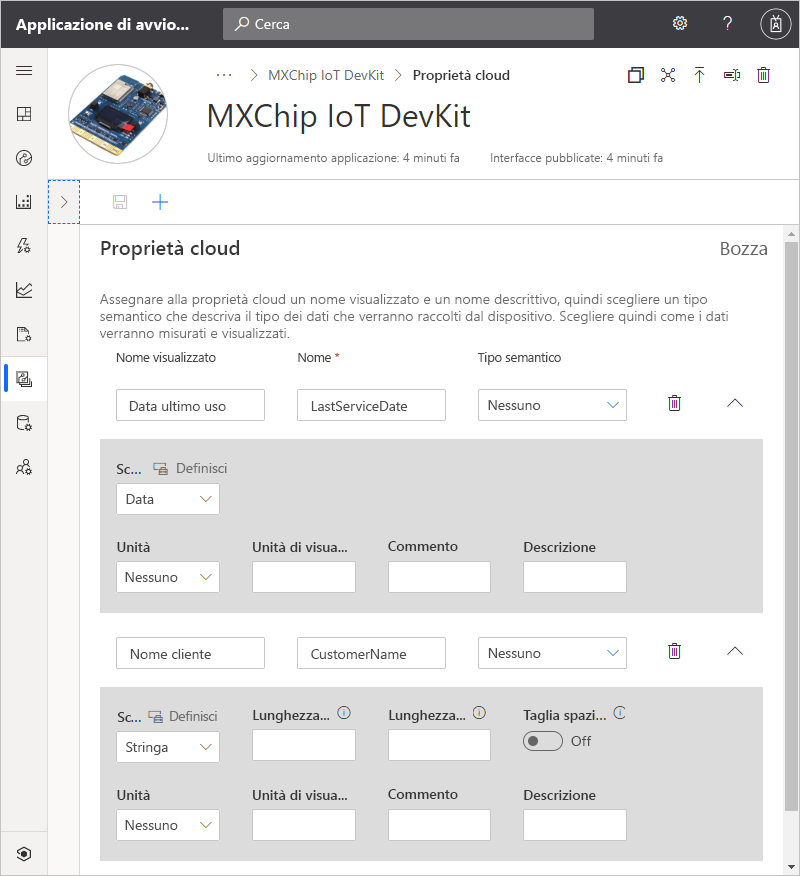 Applicazione di avvio...
Cerca
?
··· > MXChip IoT DevKit > Proprietà cloud
MXChip IoT DevKit
Ultimo aggiornamento applicazione: 4 minuti fa Interfacce pubblicate: 4 minuti fa
Proprietà cloud Bozza
Assegnare alla proprietà cloud un nome visualizzato e un nome descrittivo, quindi scegliere un tipo
semantico che descriva il tipo dei dati che verranno raccolti dal dispositivo. Scegliere quindi come i dati
verranno misurati e visualizzati.
Nome visualizzato Nome * Tipo semantico
Data ultimo uso LastServiceDate Nessuno
Sc... Definisci
Data
Unità Unità di visua... Commento Descrizione
Nessuno
Nome cliente CustomerName Nessuno
Sc... Definisci Lunghezza... Lunghezza... Taglia spazi...
Stringa Off
Unità Unità di visua... Commento Descrizione
Nessuno